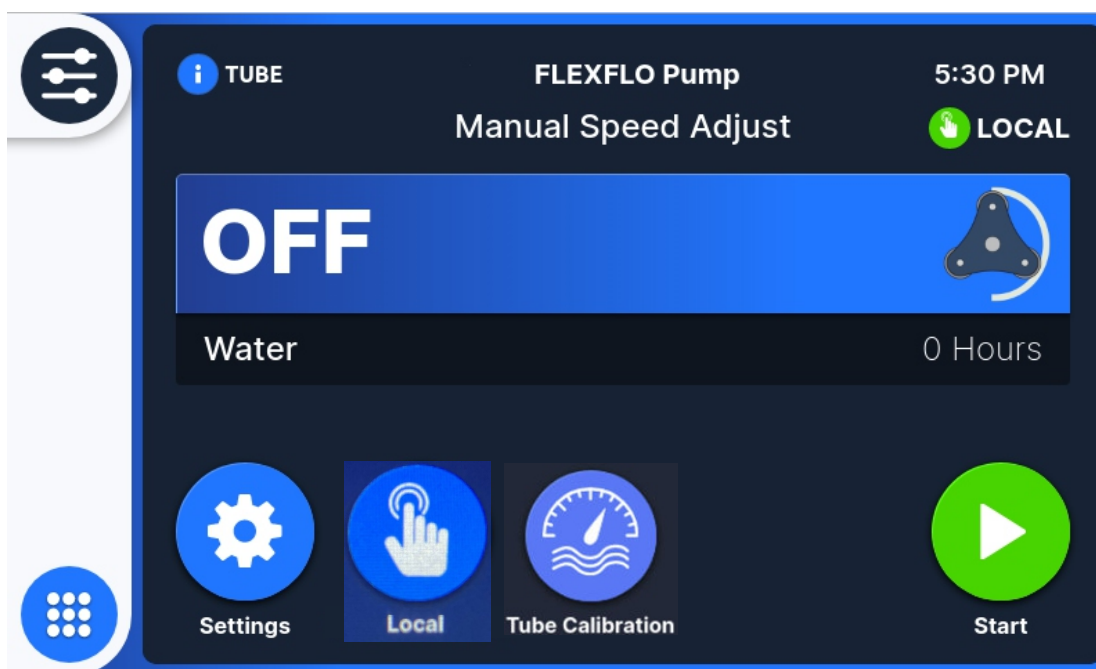 i TUBE FLEXFLO Pump 5:30 PM
Manual Speed Adjust LOCAL
OFF
Water 0 Hours
Settings Local Tube Calibration Start